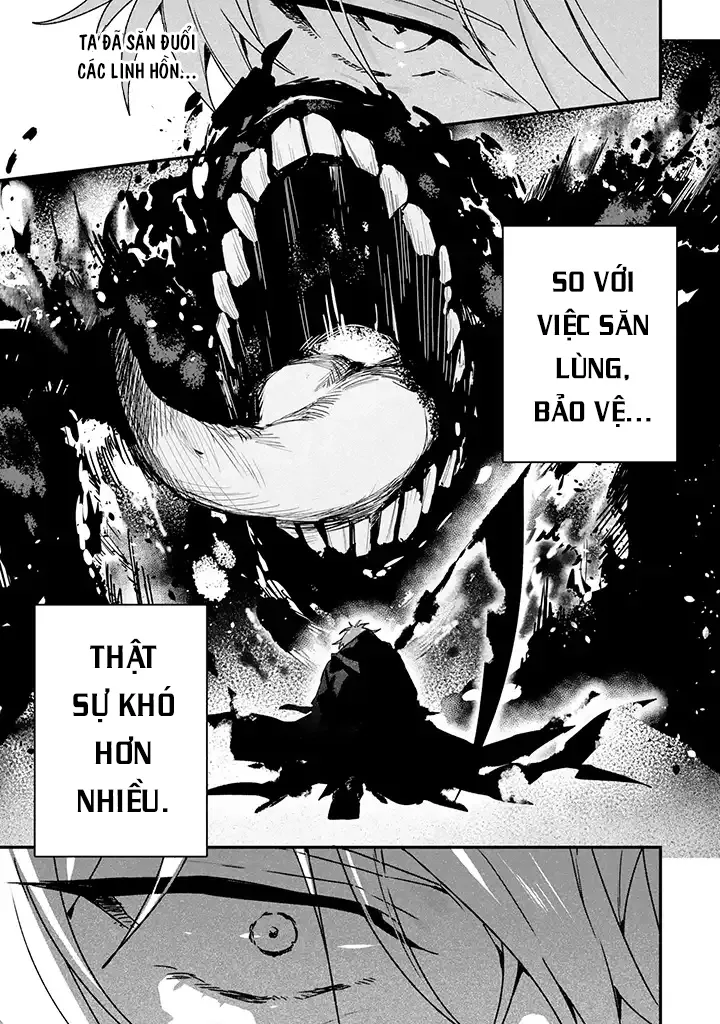 TA ĐÃ SĂN ĐUỔI
CÁC LINH HỒN...
SO VỚI
VIỆC SĂN
LÙNG,
BẢO VỆ...
THẬT
SỰ KHÓ
HƠN
NHIỀU.